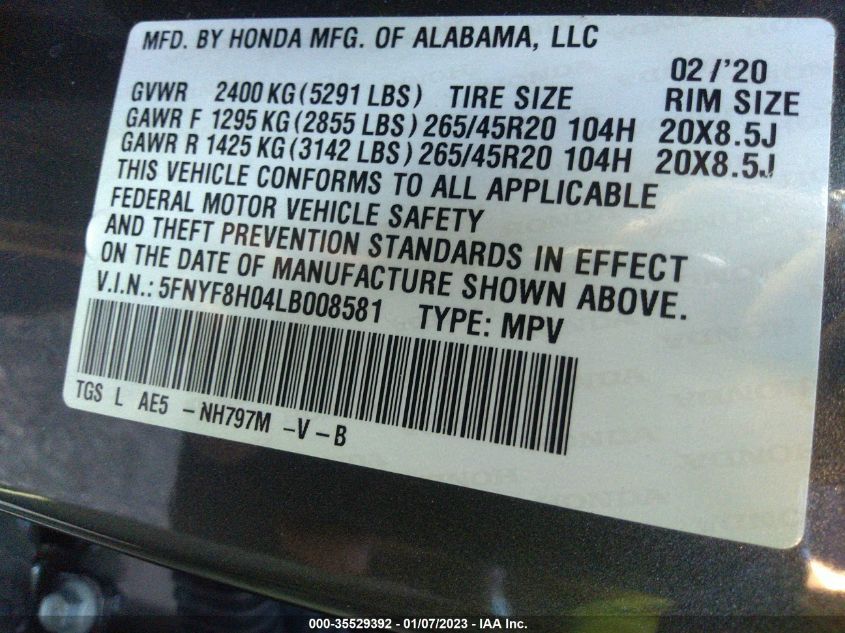 MFD. BY HONDA MFG. OF ALABAMA, LLC
02/'20
GVWR 2400 KG (5291 LBS) TIRE SIZE RIM SIZE
GAWR F 1295 KG (2855 LBS) 265/45R20 104H 20X8.5J
GAWR R 1425 KG (3142 LBS) 265/45R20 104H 20X8.5J
THIS VEHICLE CONFORMS TO ALL APPLICABLE
FEDERAL MOTOR VEHICLE SAFETY
AND THEFT PREVENTION STANDARDS IN EFFECT
ON THE DATE OF MANUFACTURE SHOWN ABOVE.
V.I.N.: 5FNYF8H04LB008581 TYPE: MPV
TGS L AE5 -NH797M -V-B
000-35529392 - 01/07/2023 - IAA Inc.